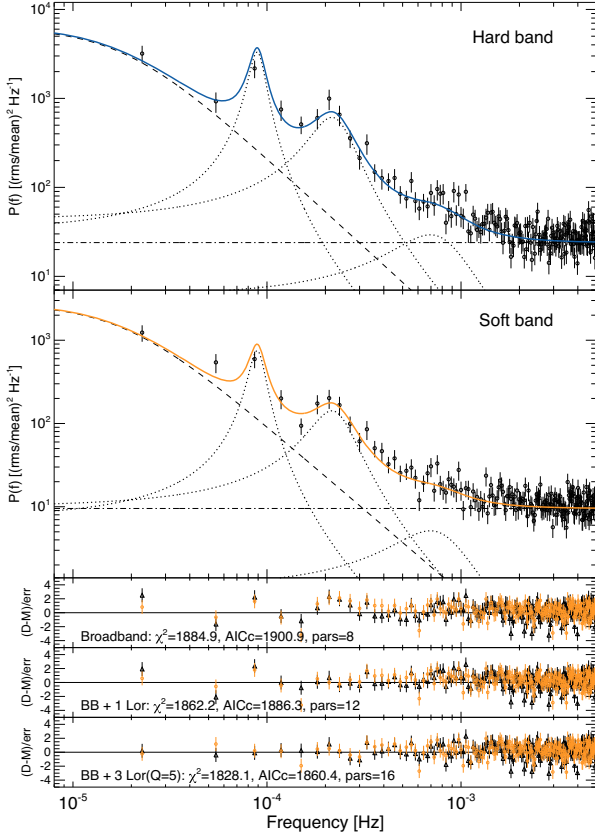 Hard band
P(f) [(rms/mean)² Hz⁻¹]
10⁴
10³
10²
10¹
Soft band
P(f) [(rms/mean)² Hz⁻¹]
10³
10²
10¹
(D-M)/err
4
2
0
-2
-4
Broadband: χ²=1884.9, AICc=1900.9, pars=8
(D-M)/err
4
2
0
-2
-4
BB + 1 Lor: χ²=1862.2, AICc=1886.3, pars=12
(D-M)/err
4
2
0
-2
-4
BB + 3 Lor(Q=5): χ²=1828.1, AICc=1860.4, pars=16
10⁻⁵ 10⁻⁴ 10⁻³
Frequency [Hz]